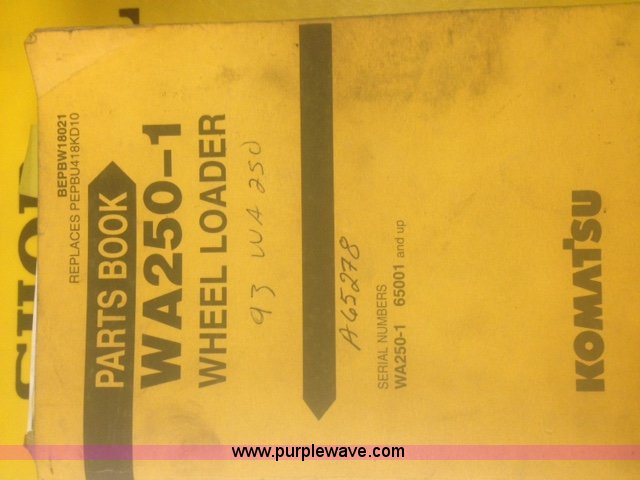 BEPBW18021
REPLACES PEPBU418KD10
PARTS BOOK
WA250-1
WHEEL LOADER
93 WA 250
A65278
SERIAL NUMBERS
WA250-1 65001 and up
KOMATSU
www.purplewave.com